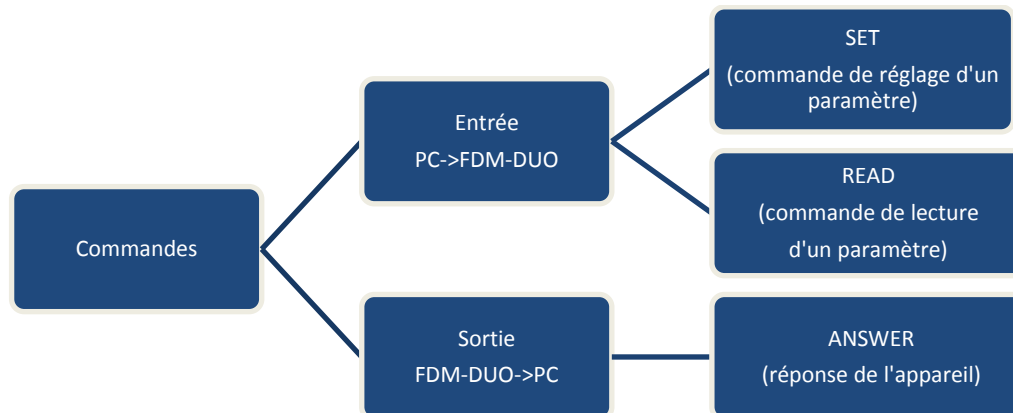 Commandes
Entrée
PC->FDM-DUO
SET
(commande de réglage d'un
paramètre)
READ
(commande de lecture
d'un paramètre)
Sortie
FDM-DUO->PC
ANSWER
(réponse de l'appareil)